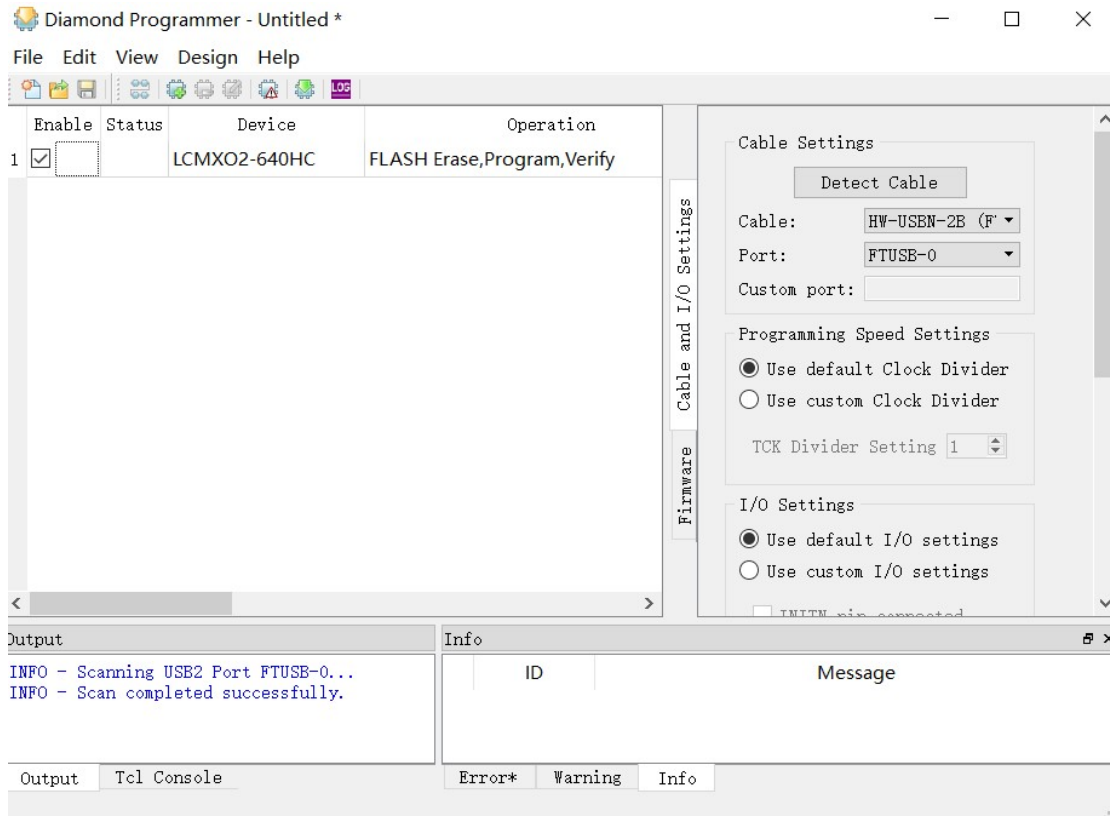 Diamond Programmer - Untitled *
File Edit View Design Help
LOG
Enable Status Device Operation
1 LCMXO2-640HC FLASH Erase,Program,Verify
Cable and I/O Settings
Firmware
Cable Settings
Detect Cable
Cable: HW-USBN-2B (F
Port: FTUSB-0
Custom port:
Programming Speed Settings
Use default Clock Divider
Use custom Clock Divider
TCK Divider Setting 1
I/O Settings
Use default I/O settings
Use custom I/O settings
INITN pin connected
Output
INFO - Scanning USB2 Port FTUSB-0...
INFO - Scan completed successfully.
Output Tcl Console
Info
ID Message
Error* Warning Info